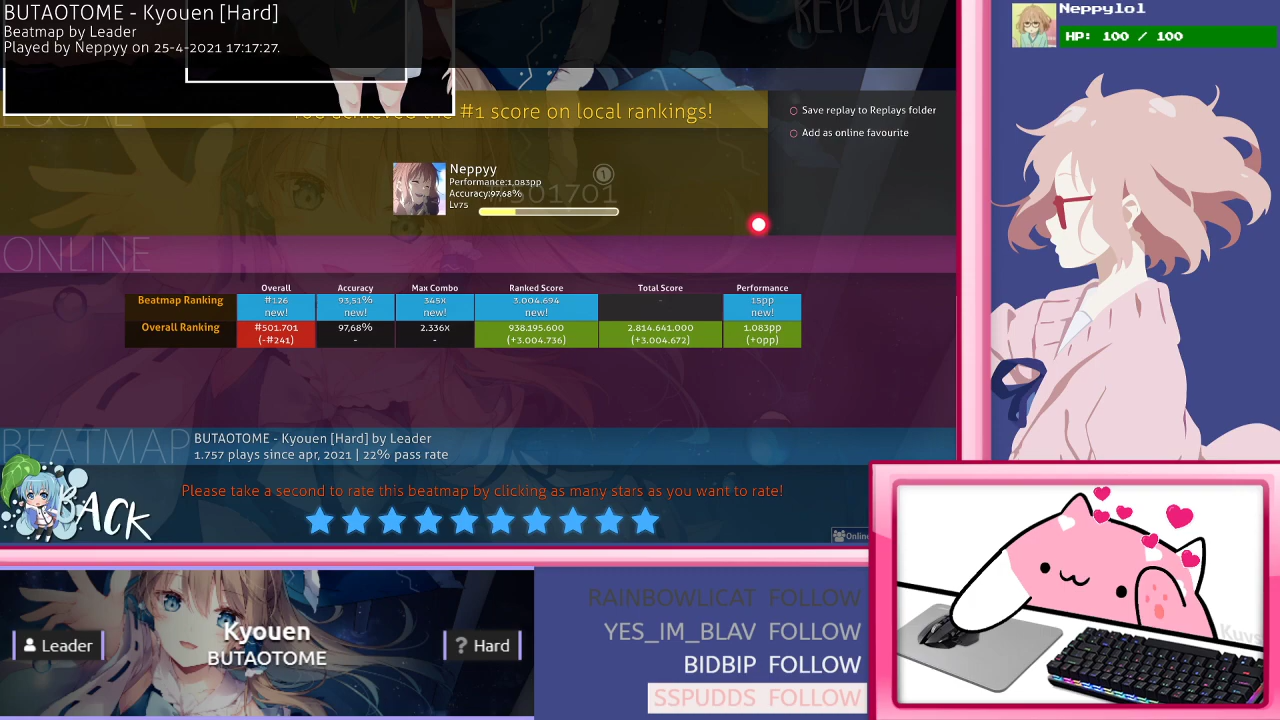 BUTAOTOME - Kyouen [Hard]
Beatmap by Leader
Played by Neppyy on 25-4-2021 17:17:27.
REPLAY
Neppylol
HP: 100 / 100
LOCAL
#1 score on local rankings!
Save replay to Replays folder
Add as online favourite
Neppyy
Performance:1,083pp
Accuracy:97.68%
Lv75
1
#501701
ONLINE
Overall Accuracy Max Combo Ranked Score Total Score Performance
Beatmap Ranking #126 93,51% 345x 3.004.694 - 15pp
new! new! new! new! new!
Overall Ranking #501.701 97,68% 2.336x 938.195.600 2.814.641.000 1.083pp
(-#241) - - (+3.004.736) (+3.004.672) (+0pp)
BEATMAP
BUTAOTOME - Kyouen [Hard] by Leader
1.757 plays since apr, 2021 | 22% pass rate
Please take a second to rate this beatmap by clicking as many stars as you want to rate!
BACK
Online
Leader
Kyouen
BUTAOTOME
? Hard
RAINBOWLICAT FOLLOW
YES_IM_BLAV FOLLOW
BIDBIP FOLLOW
SSPUDDS FOLLOW